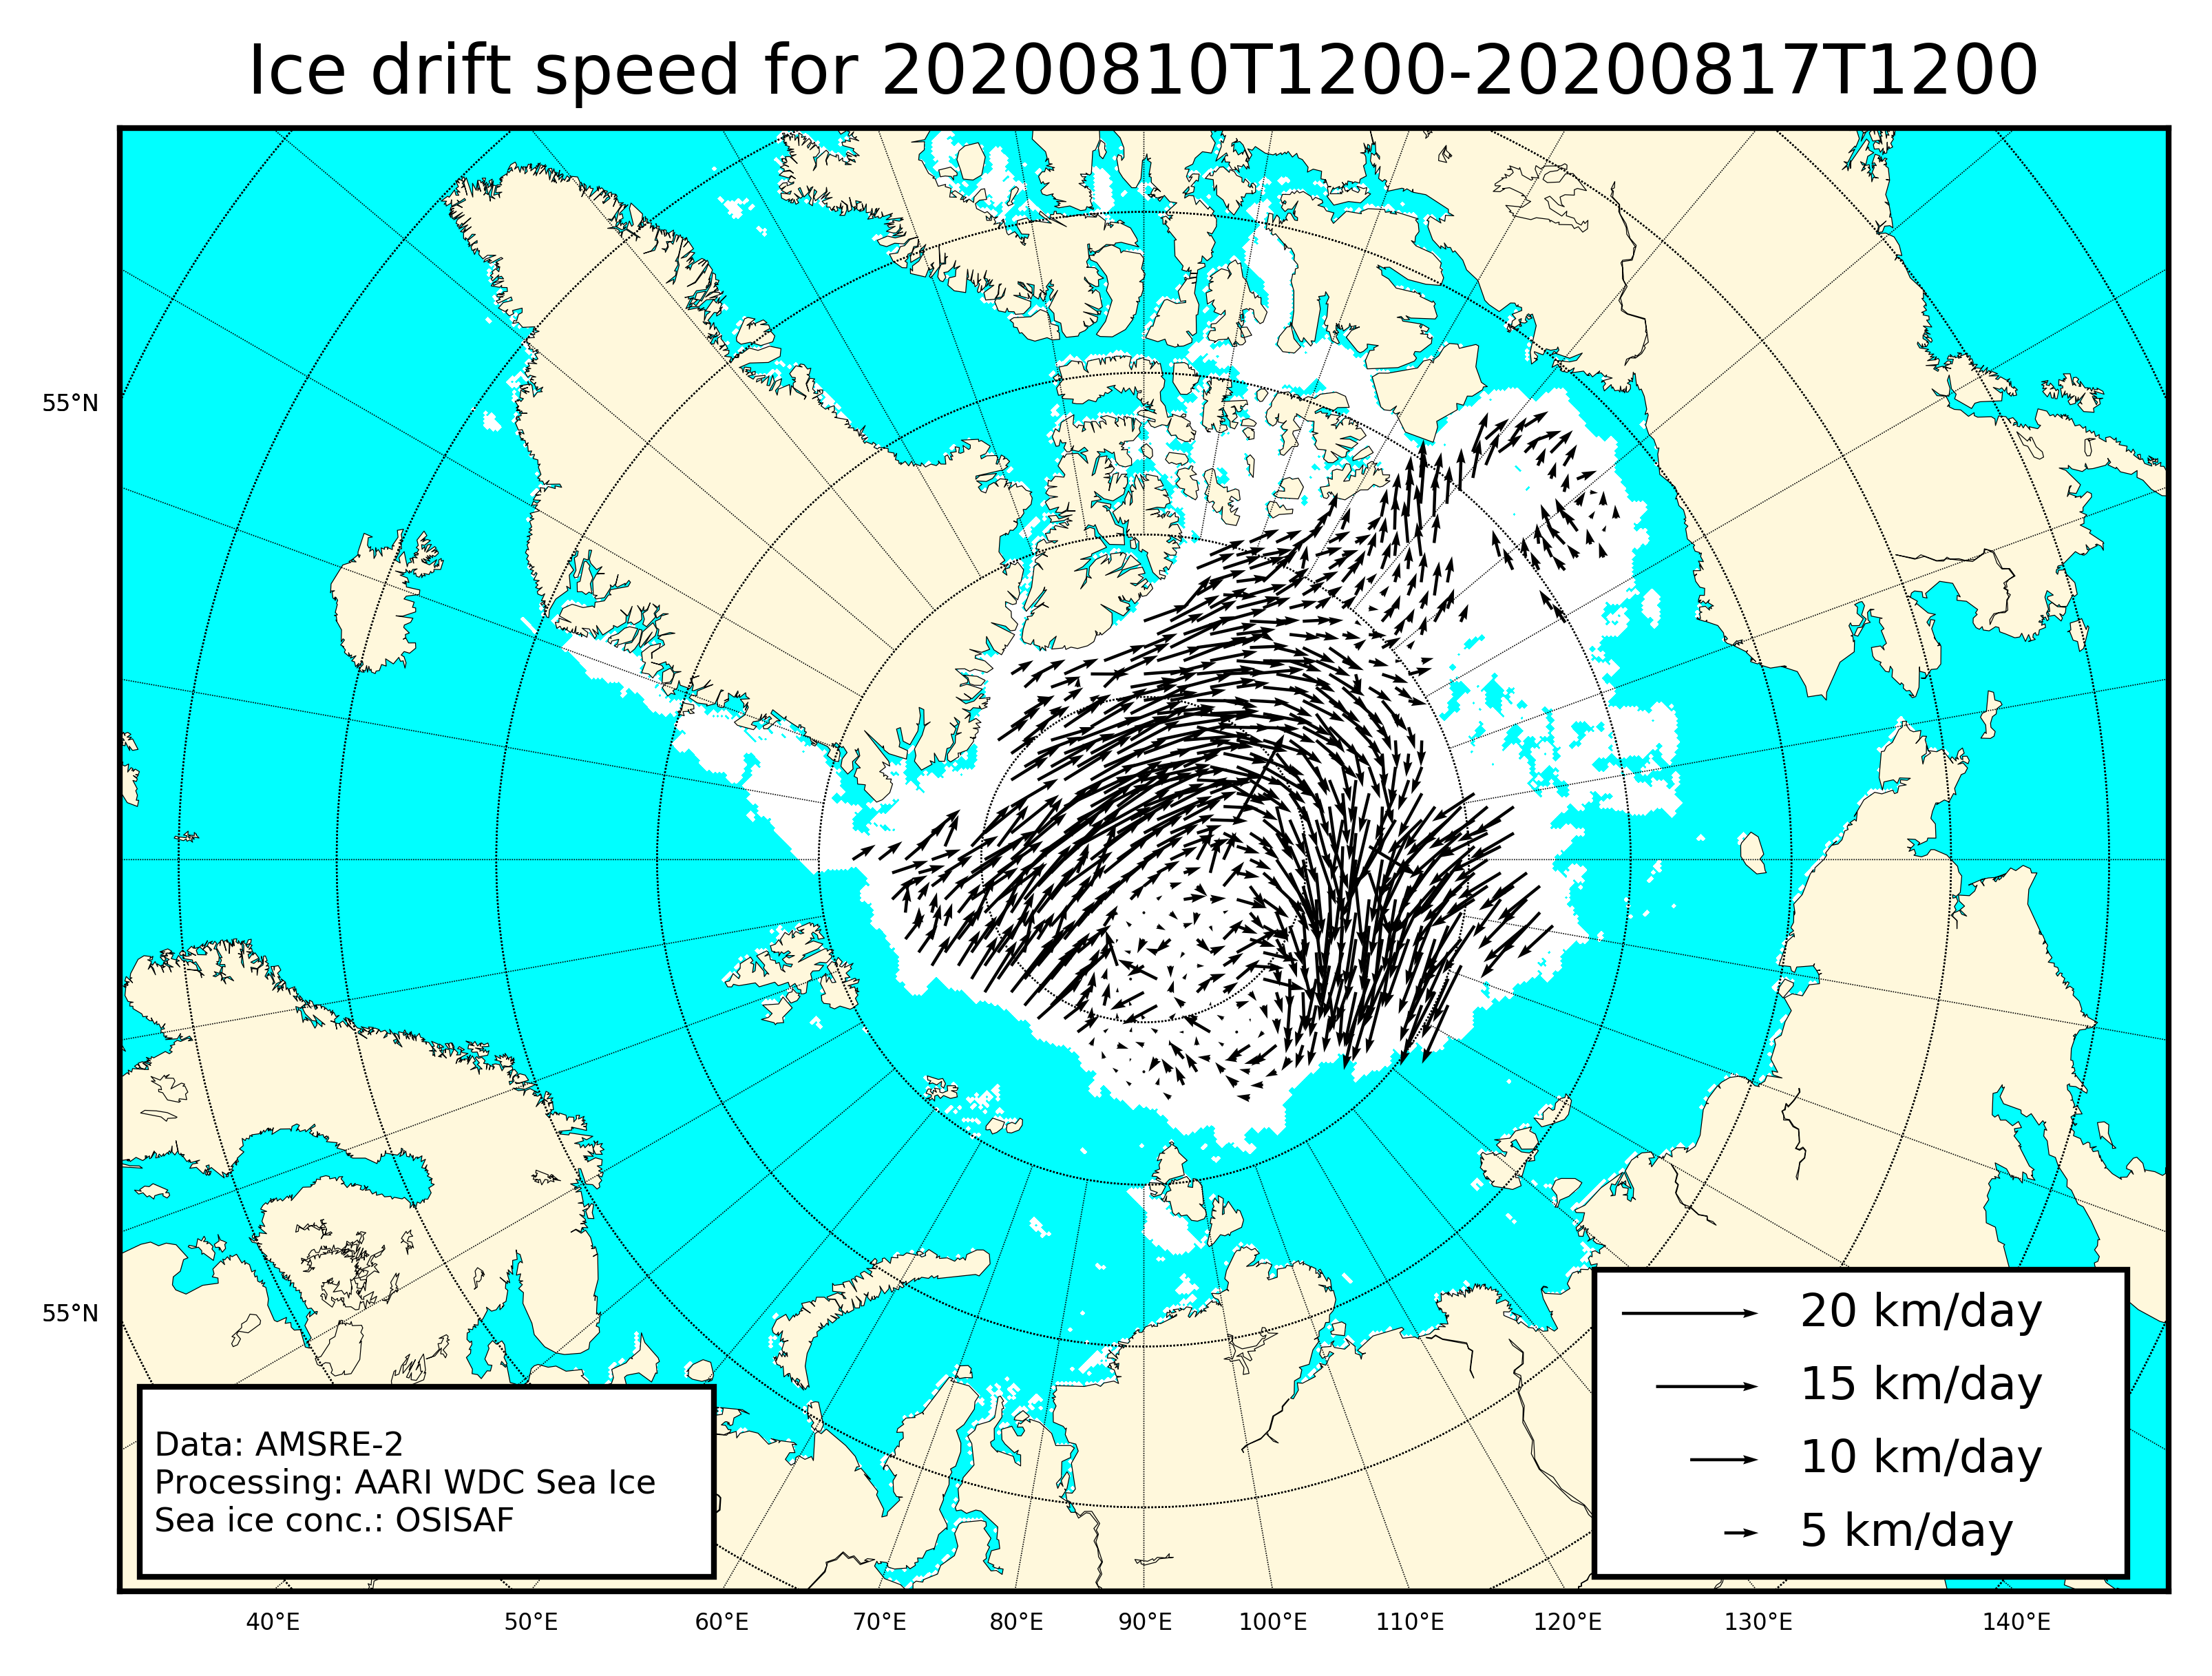 Ice drift speed for 20200810T1200-20200817T1200
55°N
55°N
20 km/day
15 km/day
10 km/day
5 km/day
Data: AMSRE-2
Processing: AARI WDC Sea Ice
Sea ice conc.: OSISAF
40°E 50°E 60°E 70°E 80°E 90°E 100°E 110°E 120°E 130°E 140°E